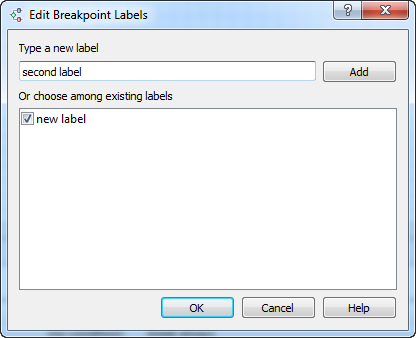 Edit Breakpoint Labels
?
Type a new label
second label
Add
Or choose among existing labels
new label
OK
Cancel
Help